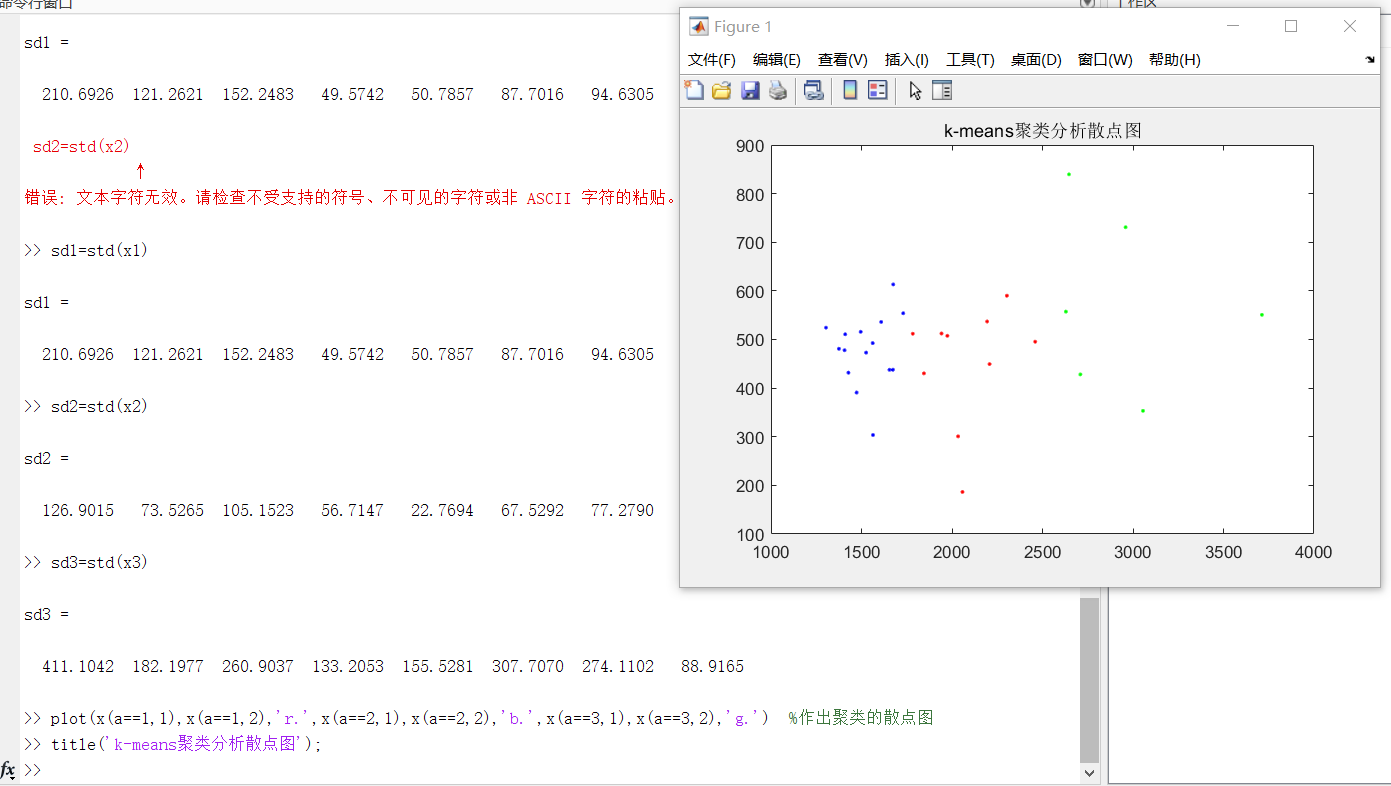 命令行窗口
sd1 =
210.6926 121.2621 152.2483 49.5742 50.7857 87.7016 94.6305
sd2=std(x2)
↑
错误: 文本字符无效。请检查不受支持的符号、不可见的字符或非 ASCII 字符的粘贴。
>> sd1=std(x1)
sd1 =
210.6926 121.2621 152.2483 49.5742 50.7857 87.7016 94.6305
>> sd2=std(x2)
sd2 =
126.9015 73.5265 105.1523 56.7147 22.7694 67.5292 77.2790
>> sd3=std(x3)
sd3 =
411.1042 182.1977 260.9037 133.2053 155.5281 307.7070 274.1102 88.9165
>> plot(x(a==1,1),x(a==1,2),'r.',x(a==2,1),x(a==2,2),'b.',x(a==3,1),x(a==3,2),'g.') %作出聚类的散点图
>> title('k-means聚类分析散点图');
fx >>
Figure 1
文件(F) 编辑(E) 查看(V) 插入(I) 工具(T) 桌面(D) 窗口(W) 帮助(H)
k-means聚类分析散点图
900
800
700
600
500
400
300
200
100
1000 1500 2000 2500 3000 3500 4000